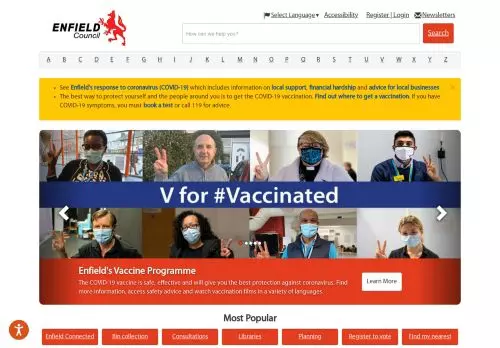 ENFIELD
Council
Select Language ▾ Accessibility Register | Login Newsletters
How can we help you?
Search
A B C D E F G H I J K L M N O P Q R S T U V W X Y Z
See Enfield's response to coronavirus (COVID-19) which includes information on local support, financial hardship and advice for local businesses
The best way to protect yourself and the people around you is to get the COVID-19 vaccination. Find out where to get a vaccination. If you have
COVID-19 symptoms, you must book a test or call 119 for advice.
V for #Vaccinated
Enfield's Vaccine Programme
The COVID-19 vaccine is safe, effective and will give you the best protection against coronavirus. Find
more information, access safety advice and watch vaccination films in a variety of languages.
Learn More
Most Popular
Enfield Connected Bin collection Consultations Libraries Planning Register to vote Find my nearest